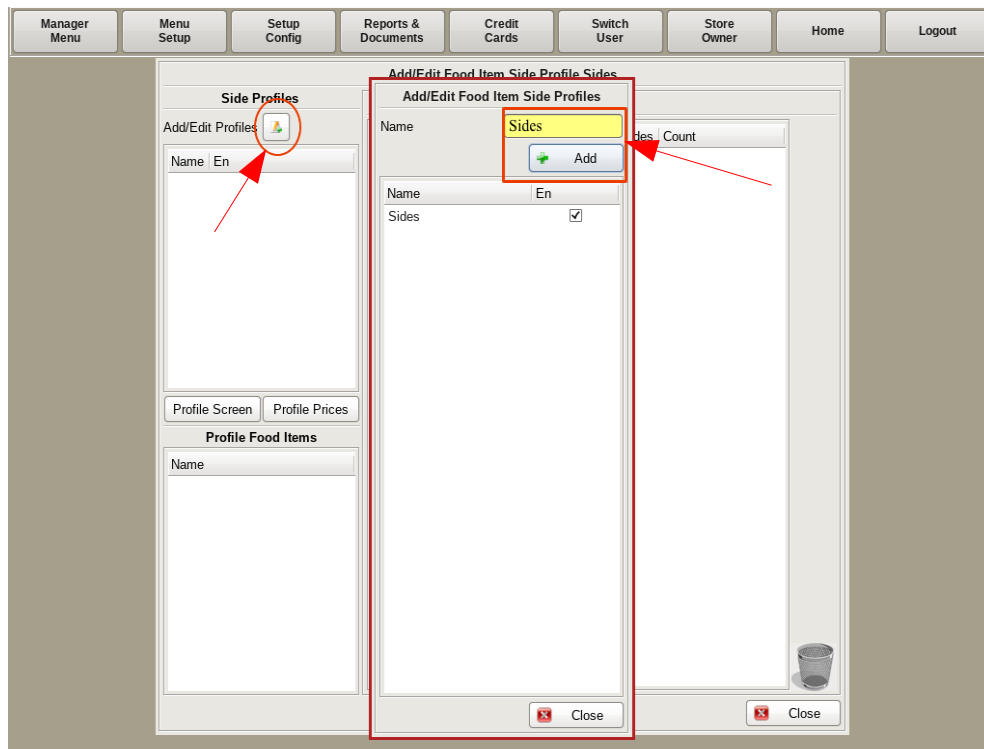 Manager Menu
Menu Setup
Setup Config
Reports & Documents
Credit Cards
Switch User
Store Owner
Home
Logout
Add/Edit Food Item Side Profile Sides
Side Profiles
Add/Edit Profiles
Name En
Profile Screen Profile Prices
Profile Food Items
Name
Add/Edit Food Item Side Profiles
Name Sides
Add
Name En
Sides
Close
Count
Close